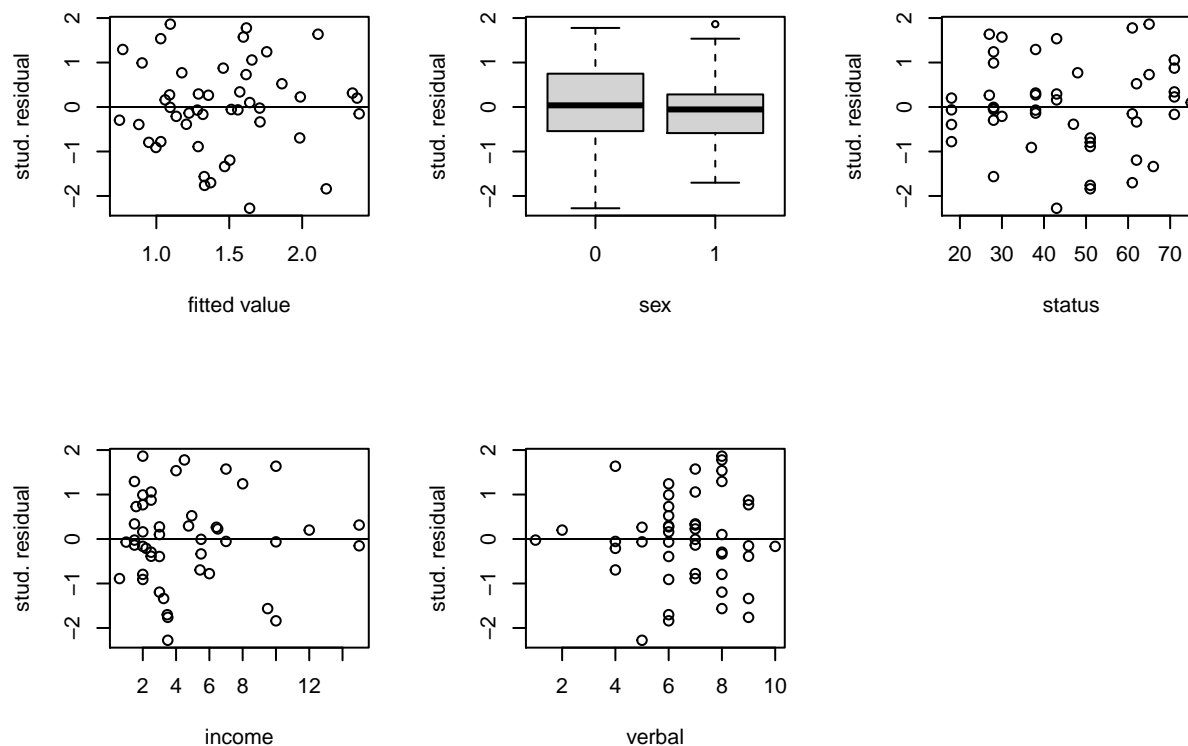 2
1
0
−1
−2
stud. residual
1.0 1.5 2.0
fitted value
2
1
0
−1
−2
stud. residual
0 1
sex
2
1
0
−1
−2
stud. residual
20 30 40 50 60 70
status
2
1
0
−1
−2
stud. residual
2 4 6 8 12
income
2
1
0
−1
−2
stud. residual
2 4 6 8 10
verbal